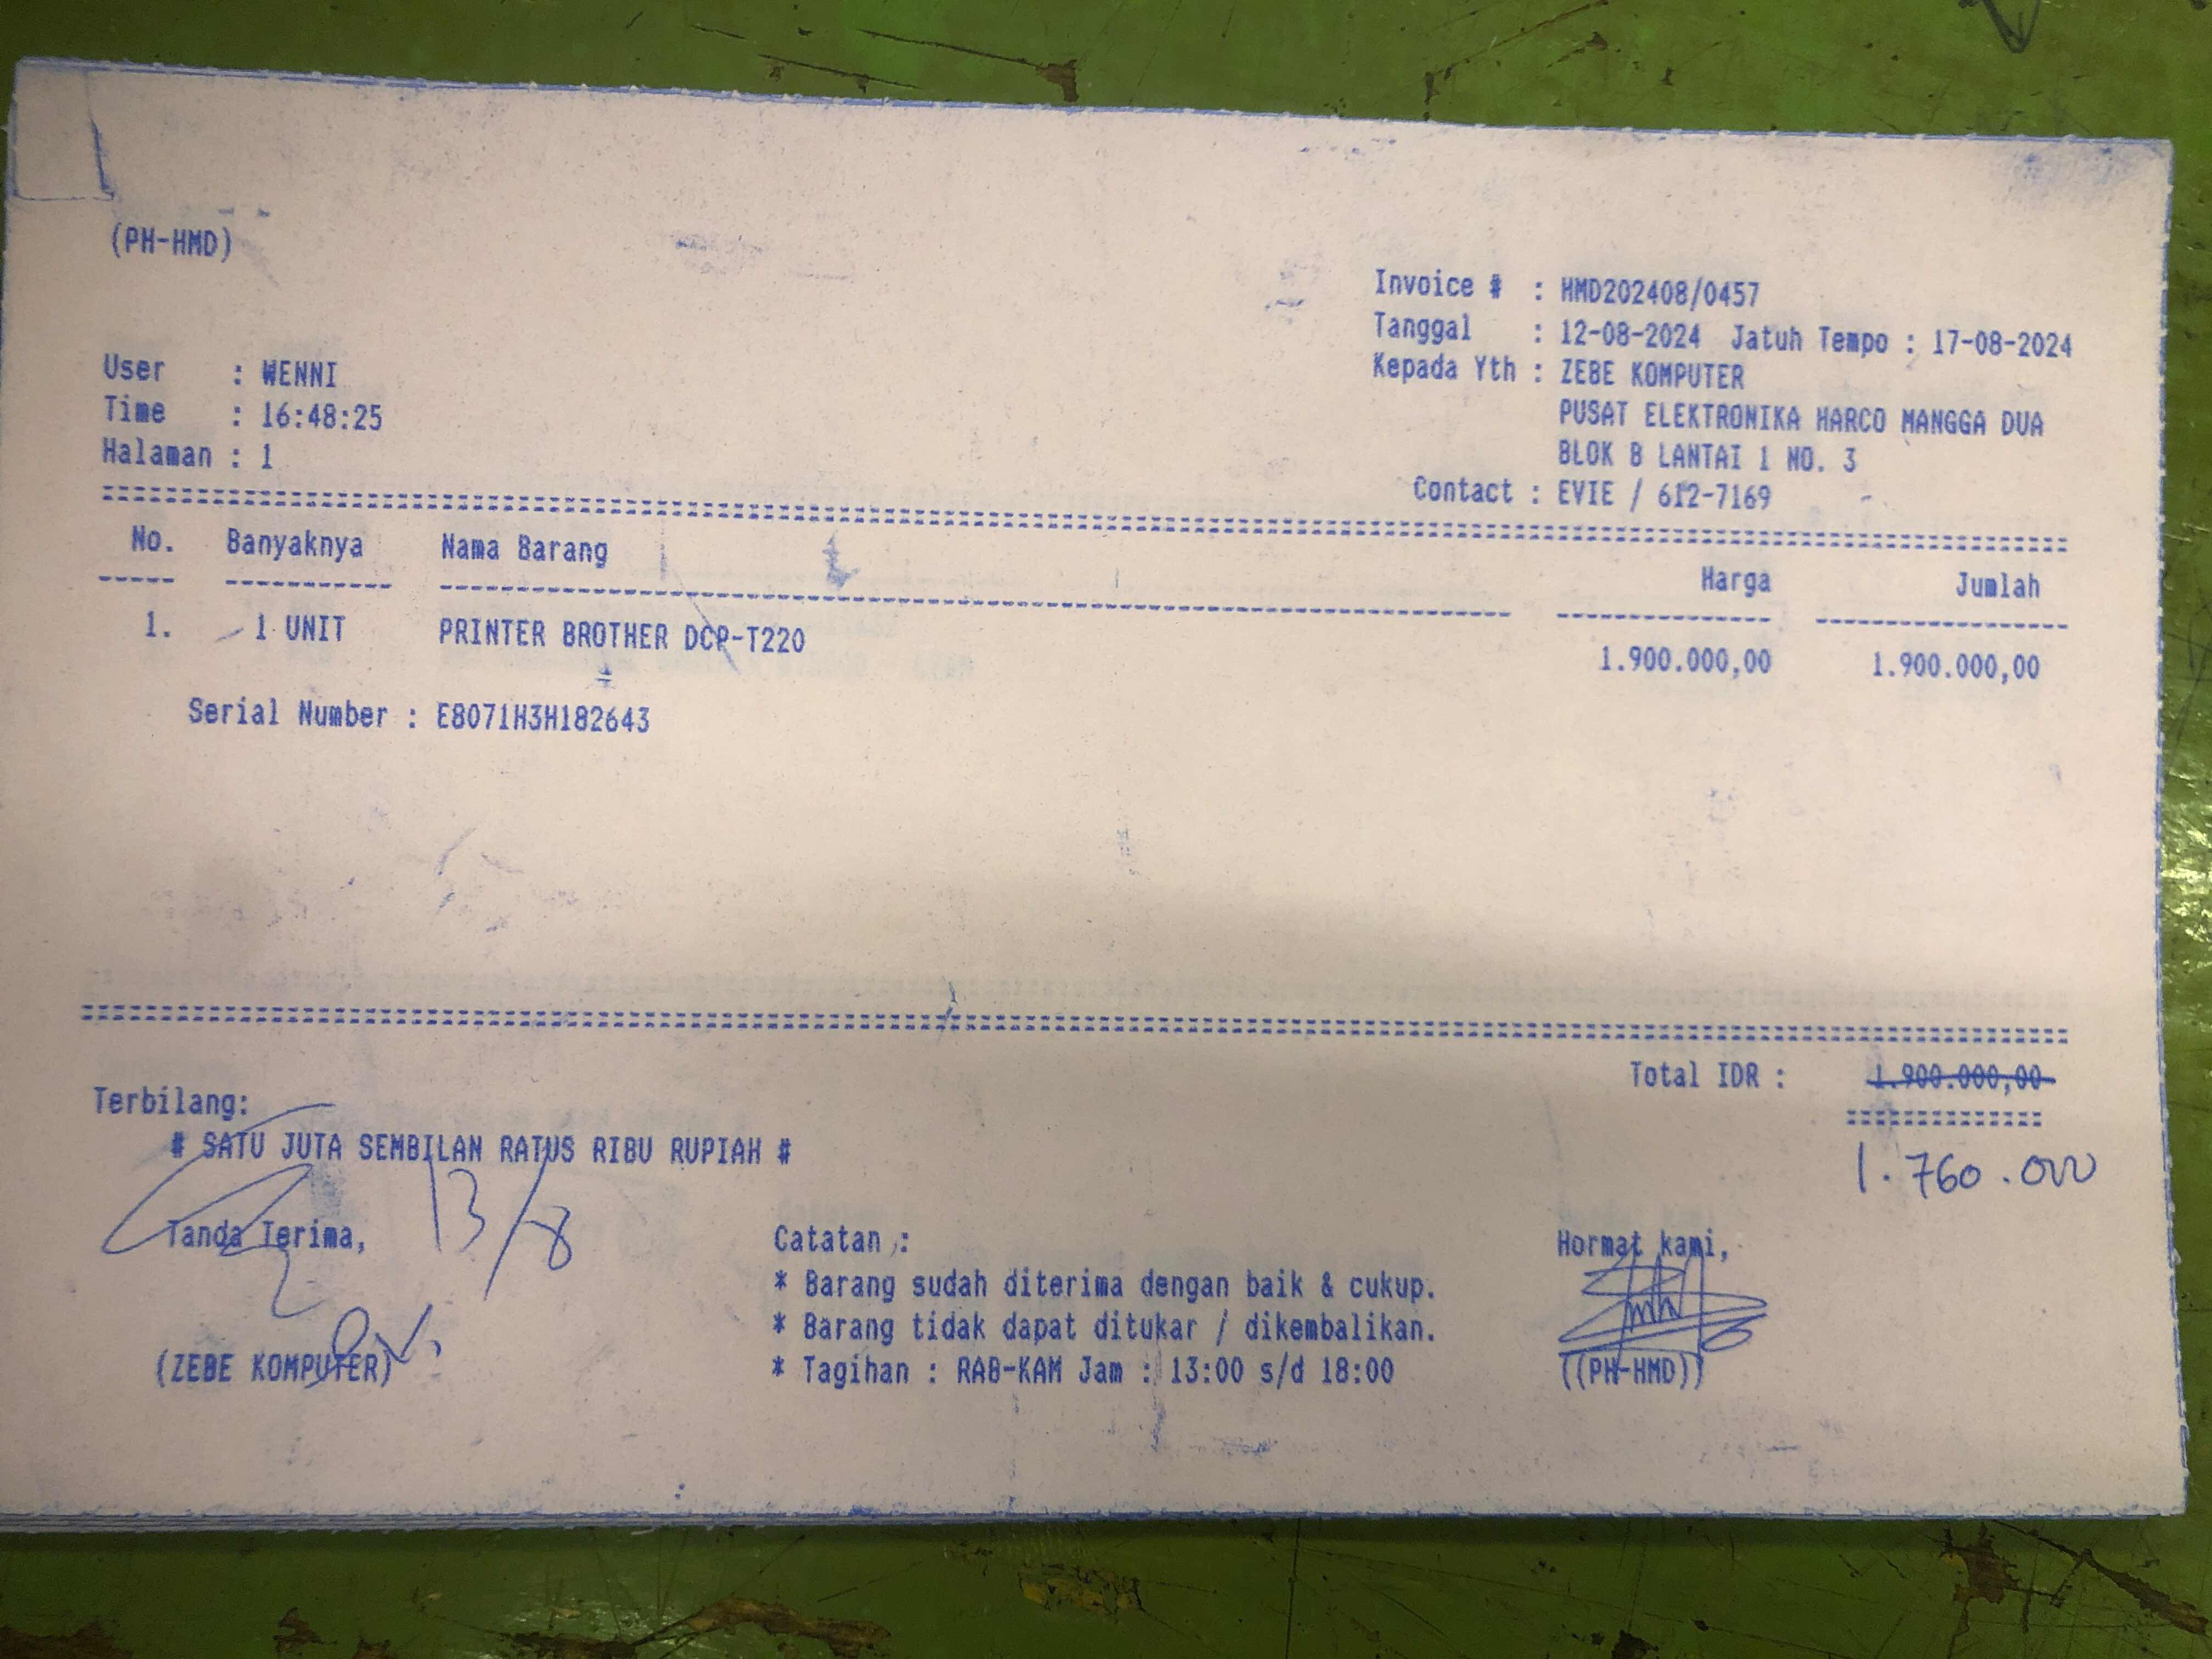 (PH-HMD)
Invoice # : HMD202408/0457
Tanggal : 12-08-2024 Jatuh Tempo : 17-08-2024
Kepada Yth : ZEBE KOMPUTER
PUSAT ELEKTRONIKA HARCO MANGGA DUA
BLOK B LANTAI 1 NO. 3
Contact : EVIE / 612-7169
User : WENNI
Time : 16:48:25
Halaman : 1
No. Banyaknya Nama Barang Harga Jumlah
1. 1 UNIT PRINTER BROTHER DCP-T220 1.900.000,00 1.900.000,00
Serial Number : E8071H3H182643
Total IDR : 1.900.000,00
1.760.000
Terbilang:
# SATU JUTA SEMBILAN RATUS RIBU RUPIAH #
13/8
Tanda Terima,
(ZEBE KOMPUTER)
Catatan :
* Barang sudah diterima dengan baik & cukup.
* Barang tidak dapat ditukar / dikembalikan.
* Tagihan : RAB-KAM Jam : 13:00 s/d 18:00
Hormat kami,
((PH-HMD))